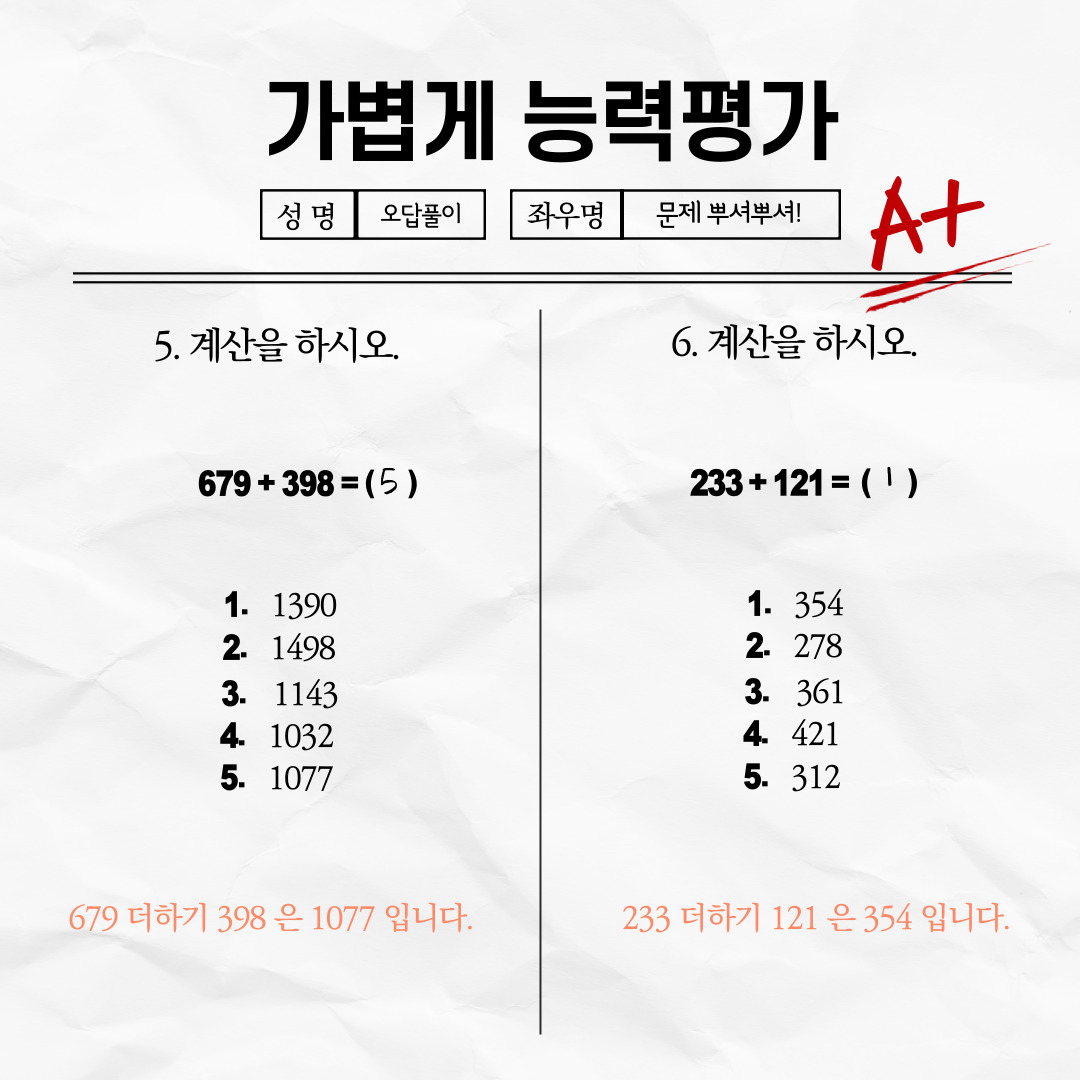 가볍게 능력평가
성 명 오답풀이 좌우명 문제 뿌셔뿌셔!
A+
5. 계산을 하시오.
679 + 398 = ( 5 )
1. 1390
2. 1498
3. 1143
4. 1032
5. 1077
679 더하기 398 은 1077 입니다.
6. 계산을 하시오.
233 + 121 = ( 1 )
1. 354
2. 278
3. 361
4. 421
5. 312
233 더하기 121 은 354 입니다.